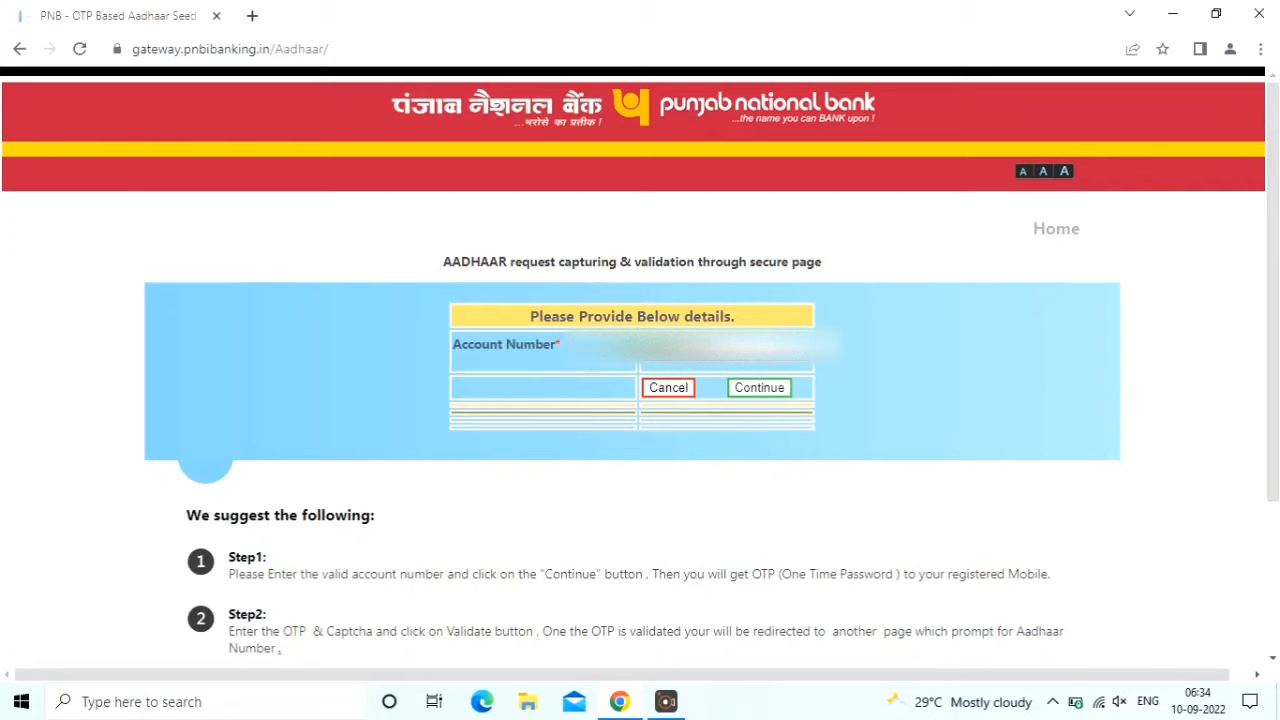 PNB - OTP Based Aadhaar Seed
gateway.pnbibanking.in/Aadhaar/
पंजाब नैशनल बैंक punjab national bank
...भरोसे का प्रतीक ! ...the name you can BANK upon !
A A A
Home
AADHAAR request capturing & validation through secure page
Please Provide Below details.
Account Number*
Cancel Continue
We suggest the following:
1 Step1:
Please Enter the valid account number and click on the "Continue" button , Then you will get OTP (One Time Password ) to your registered Mobile.
2 Step2:
Enter the OTP & Captcha and click on Validate button . One the OTP is validated your will be redirected to another page which prompt for Aadhaar
Number .
Type here to search
29°C Mostly cloudy
ENG
06:34
10-09-2022